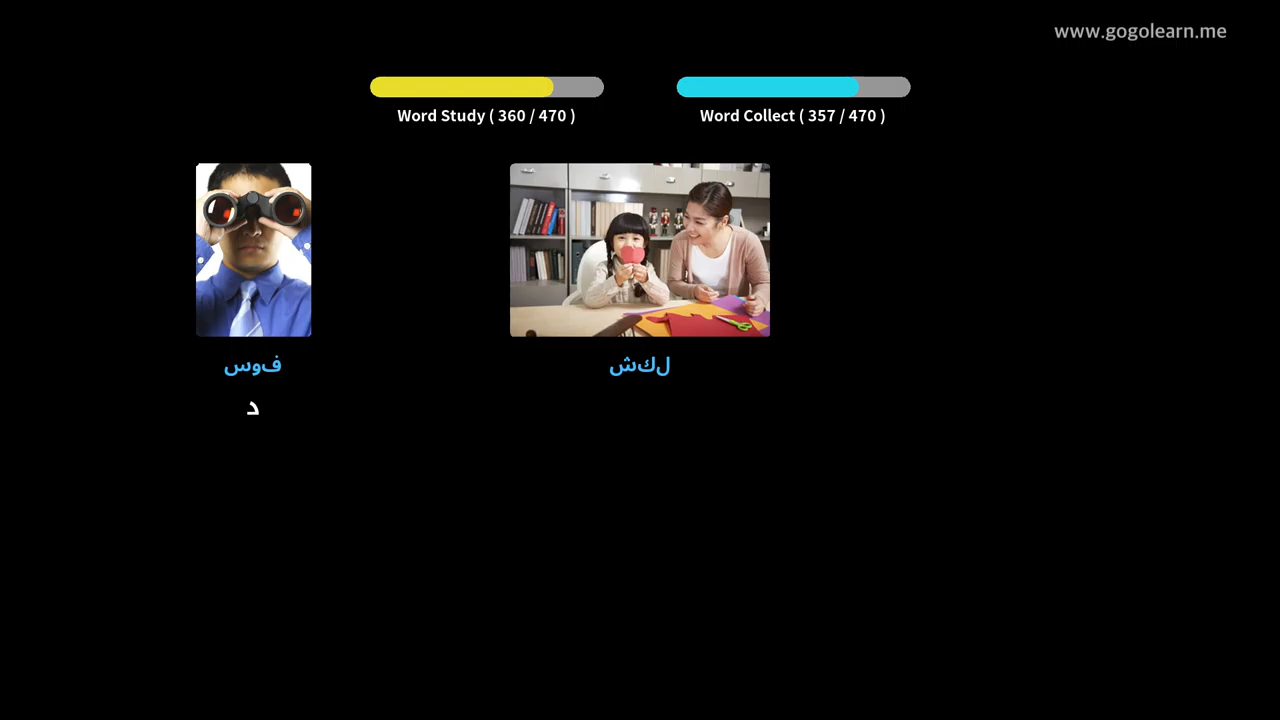 www.gogolearn.me
Word Study ( 360 / 470 )
Word Collect ( 357 / 470 )
فوس
لكش
د